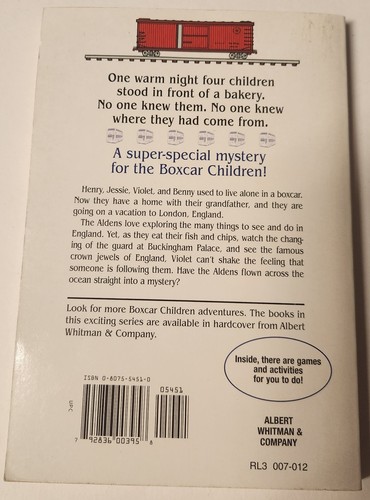 One warm night four children
stood in front of a bakery.
No one knew them. No one knew
where they had come from.
A super-special mystery
for the Boxcar Children!
Henry, Jessie, Violet, and Benny used to live alone in a boxcar.
Now they have a home with their grandfather, and they are
going on a vacation to London, England.
The Aldens love exploring the many things to see and do in
England. Yet, as they eat their fish and chips, watch the chang-
ing of the guard at Buckingham Palace, and see the famous
crown jewels of England, Violet can't shake the feeling that
someone is following them. Have the Aldens flown across the
ocean straight into a mystery?
Look for more Boxcar Children adventures. The books in
this exciting series are available in hardcover from Albert
Whitman & Company.
Inside, there are games
and activities
for you to do!
ISBN 0-8075-5451-0
05451
UPC
7 92836 00395 8
ALBERT
WHITMAN &
COMPANY
RL3 007-012